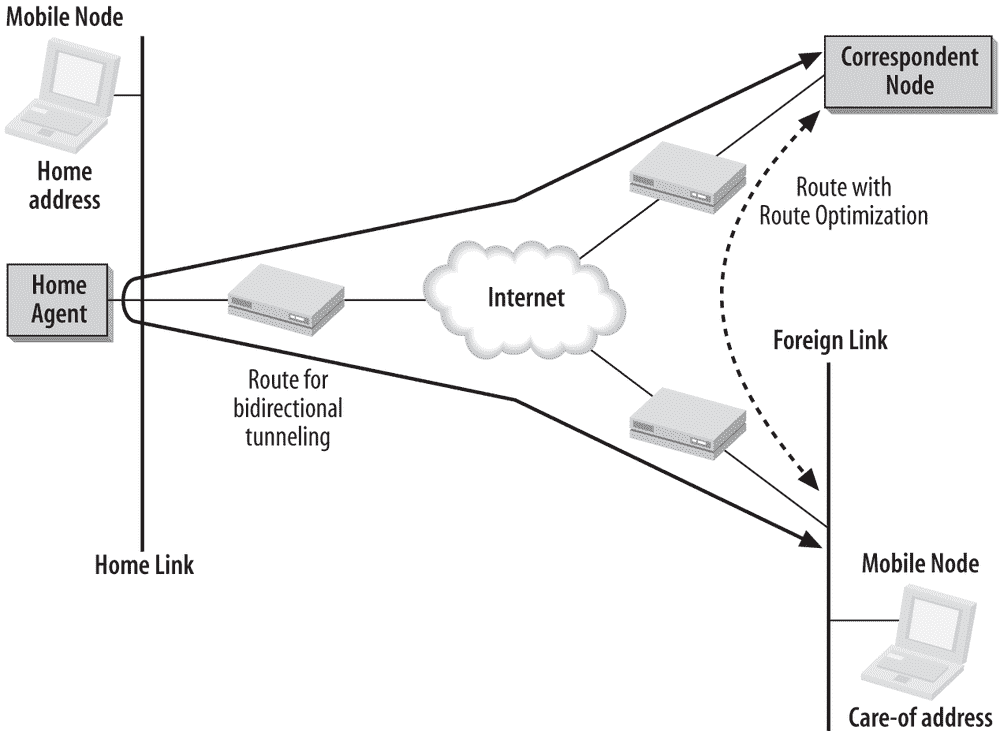 Mobile Node
Home
address
Home
Agent
Route for
bidirectional
tunneling
Home Link
Internet
Correspondent
Node
Route with
Route Optimization
Foreign Link
Mobile Node
Care-of address